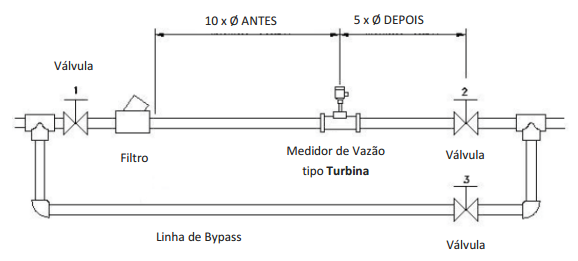 10 x Ø ANTES
5 x Ø DEPOIS
Válvula
1
2
Filtro
Medidor de Vazão
tipo Turbina
Válvula
3
Linha de Bypass
Válvula